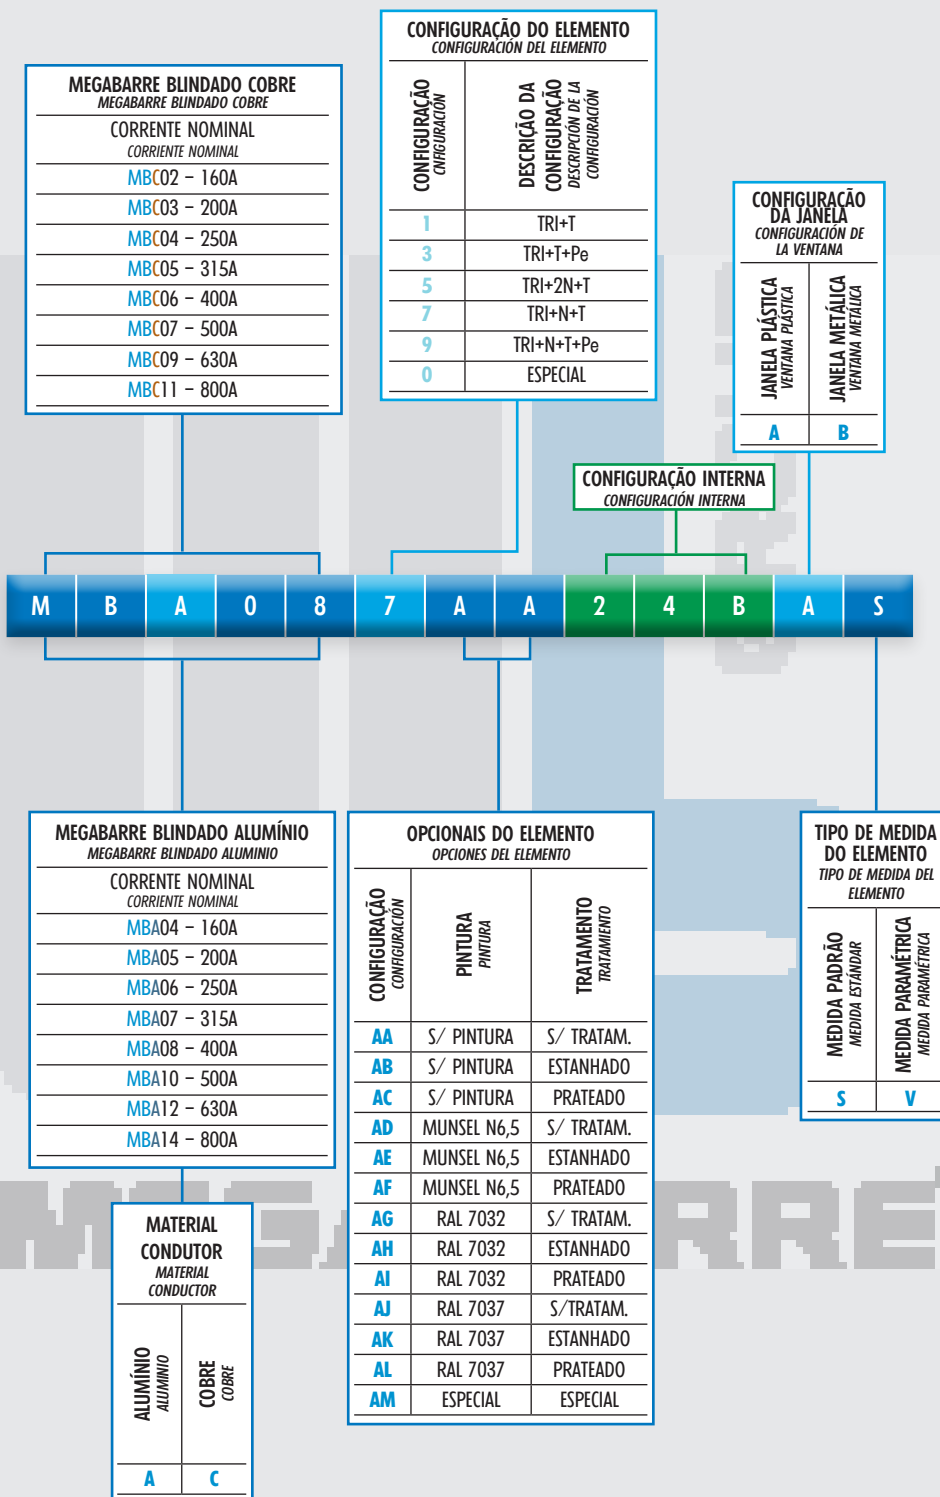 CONFIGURAÇÃO DO ELEMENTO
CONFIGURACIÓN DEL ELEMENTO
CONFIGURAÇÃO
CNFIGURACIÓN
DESCRIÇÃO DA
CONFIGURAÇÃO
DESCRIPCIÓN DE LA
CONFIGURACIÓN
1 TRI+T
3 TRI+T+Pe
5 TRI+2N+T
7 TRI+N+T
9 TRI+N+T+Pe
0 ESPECIAL
MEGABARRE BLINDADO COBRE
MEGABARRE BLINDADO COBRE
CORRENTE NOMINAL
CORRIENTE NOMINAL
MBC02 – 160A
MBC03 – 200A
MBC04 – 250A
MBC05 – 315A
MBC06 – 400A
MBC07 – 500A
MBC09 – 630A
MBC11 – 800A
CONFIGURAÇÃO
DA JANELA
CONFIGURACIÓN DE
LA VENTANA
JANELA PLÁSTICA
VENTANA PLÁSTICA
JANELA METÁLICA
VENTANA METÁLICA
A B
CONFIGURAÇÃO INTERNA
CONFIGURACIÓN INTERNA
M B A 0 8 7 A A 2 4 B A S
MEGABARRE BLINDADO ALUMÍNIO
MEGABARRE BLINDADO ALUMINIO
CORRENTE NOMINAL
CORRIENTE NOMINAL
MBA04 – 160A
MBA05 – 200A
MBA06 – 250A
MBA07 – 315A
MBA08 – 400A
MBA10 – 500A
MBA12 – 630A
MBA14 – 800A
OPCIONAIS DO ELEMENTO
OPCIONES DEL ELEMENTO
CONFIGURAÇÃO
CONFIGURACIÓN
PINTURA
PINTURA
TRATAMENTO
TRATAMIENTO
AA S/ PINTURA S/ TRATAM.
AB S/ PINTURA ESTANHADO
AC S/ PINTURA PRATEADO
AD MUNSEL N6,5 S/ TRATAM.
AE MUNSEL N6,5 ESTANHADO
AF MUNSEL N6,5 PRATEADO
AG RAL 7032 S/ TRATAM.
AH RAL 7032 ESTANHADO
AI RAL 7032 PRATEADO
AJ RAL 7037 S/TRATAM.
AK RAL 7037 ESTANHADO
AL RAL 7037 PRATEADO
AM ESPECIAL ESPECIAL
TIPO DE MEDIDA
DO ELEMENTO
TIPO DE MEDIDA DEL
ELEMENTO
MEDIDA PADRÃO
MEDIDA ESTÁNDAR
MEDIDA PARAMÉTRICA
MEDIDA PARAMÉTRICA
S V
MATERIAL
CONDUTOR
MATERIAL
CONDUCTOR
ALUMÍNIO
ALUMINIO
COBRE
COBRE
A C